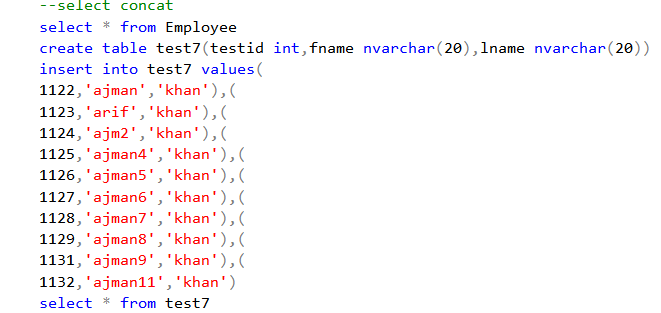 --select concat
select * from Employee
create table test7(testid int,fname nvarchar(20),lname nvarchar(20))
insert into test7 values(
1122,'ajman','khan'),(
1123,'arif','khan'),(
1124,'ajm2','khan'),(
1125,'ajman4','khan'),(
1126,'ajman5','khan'),(
1127,'ajman6','khan'),(
1128,'ajman7','khan'),(
1129,'ajman8','khan'),(
1131,'ajman9','khan'),(
1132,'ajman11','khan')
select * from test7